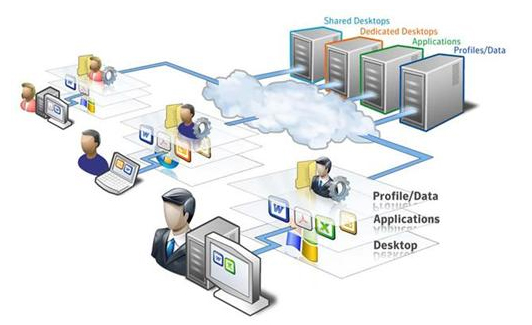 Shared Desktops
Dedicated Desktops
Applications
Profiles/Data
Profile/Data
Applications
Desktop
W
X